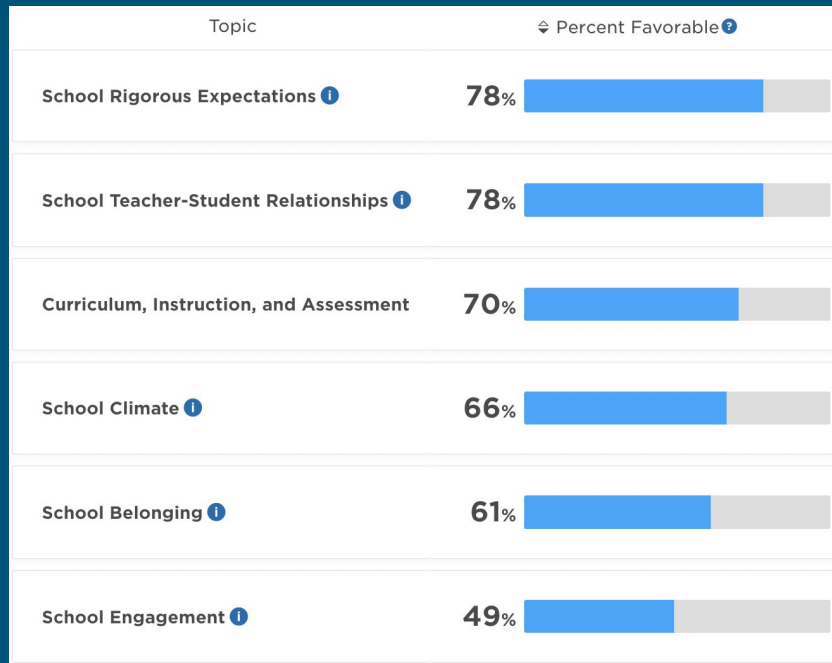 Topic
Percent Favorable ?
School Rigorous Expectations i
78%
School Teacher-Student Relationships i
78%
Curriculum, Instruction, and Assessment
70%
School Climate i
66%
School Belonging i
61%
School Engagement i
49%